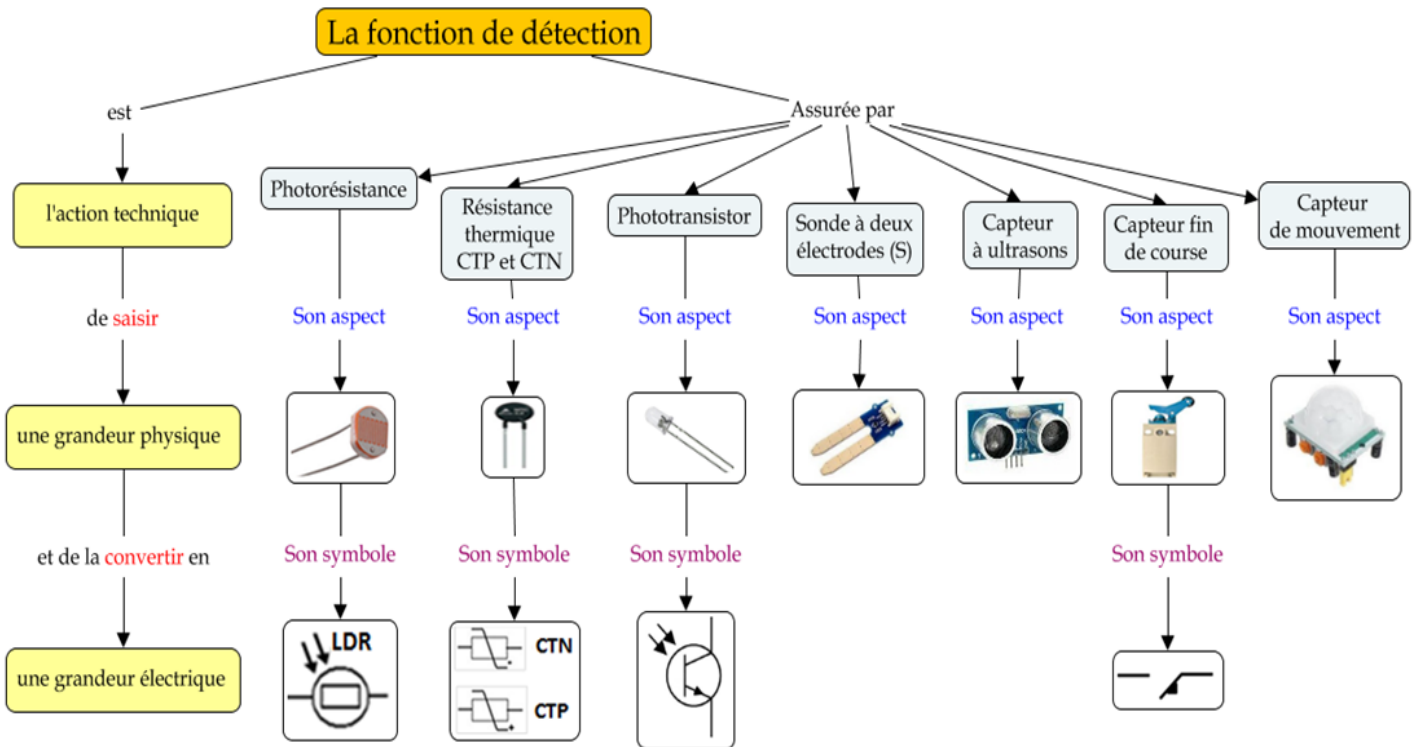 La fonction de détection
est
Assurée par
l'action technique
Photorésistance
Résistance
thermique
CTP et CTN
Phototransistor
Sonde à deux
électrodes (S)
Capteur
à ultrasons
Capteur fin
de course
Capteur
de mouvement
de saisir
Son aspect
Son aspect
Son aspect
Son aspect
Son aspect
Son aspect
Son aspect
une grandeur physique
et de la convertir en
Son symbole
Son symbole
Son symbole
Son symbole
une grandeur électrique
LDR
CTN
CTP